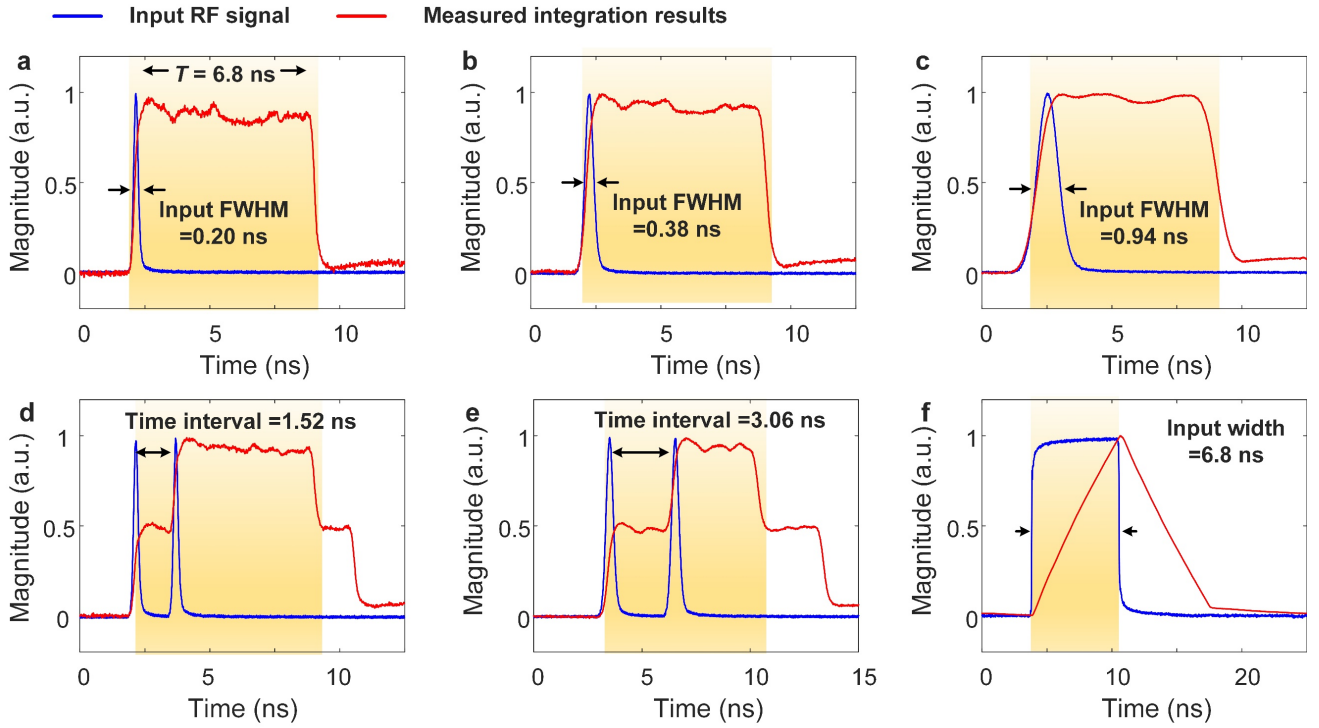 Input RF signal
Measured integration results
a
T = 6.8 ns
Magnitude (a.u.)
1
0.5
0
Input FWHM
=0.20 ns
0
5
10
Time (ns)
b
Magnitude (a.u.)
1
0.5
0
Input FWHM
=0.38 ns
0
5
10
Time (ns)
c
Magnitude (a.u.)
1
0.5
0
Input FWHM
=0.94 ns
0
5
10
Time (ns)
d
Time interval =1.52 ns
Magnitude (a.u.)
1
0.5
0
0
5
10
Time (ns)
e
Time interval =3.06 ns
Magnitude (a.u.)
1
0.5
0
0
5
10
15
Time (ns)
f
Input width
=6.8 ns
Magnitude (a.u.)
1
0.5
0
0
10
20
Time (ns)